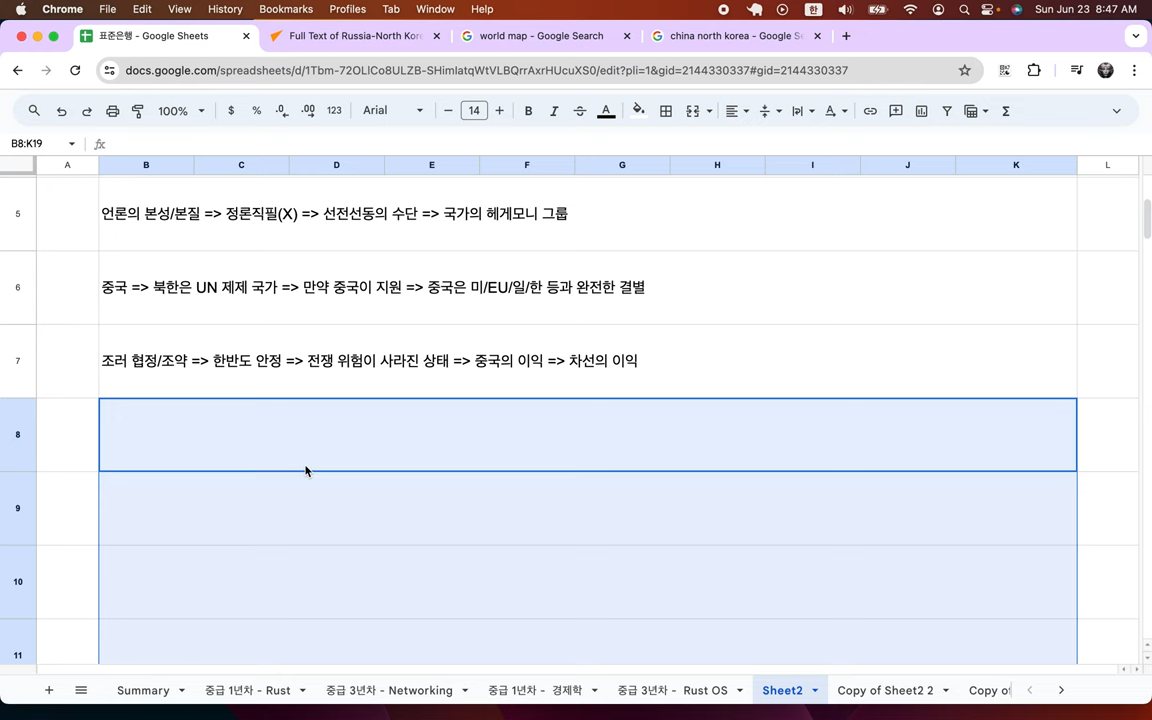 Chrome File Edit View History Bookmarks Profiles Tab Window Help 한 Sun Jun 23 8:47 AM
표준은행 - Google Sheets Full Text of Russia-North Kore world map - Google Search china north korea - Google Se
docs.google.com/spreadsheets/d/1Tbm-72OLlCo8ULZB-SHimlatqWtVLBQrrAxrHUcuXS0/edit?pli=1&gid=2144330337#gid=2144330337
100% $ % .0 .00 123 Arial 14 B I S A Σ
B8:K19 fx
A B C D E F G H I J K L
5 언론의 본성/본질 => 정론직필(X) => 선전선동의 수단 => 국가의 헤게모니 그룹
6 중국 => 북한은 UN 제제 국가 => 만약 중국이 지원 => 중국은 미/EU/일/한 등과 완전한 결별
7 조러 협정/조약 => 한반도 안정 => 전쟁 위험이 사라진 상태 => 중국의 이익 => 차선의 이익
8
9
10
11
Summary 중급 1년차 - Rust 중급 3년차 - Networking 중급 1년차 - 경제학 중급 3년차 - Rust OS Sheet2 Copy of Sheet2 2 Copy of